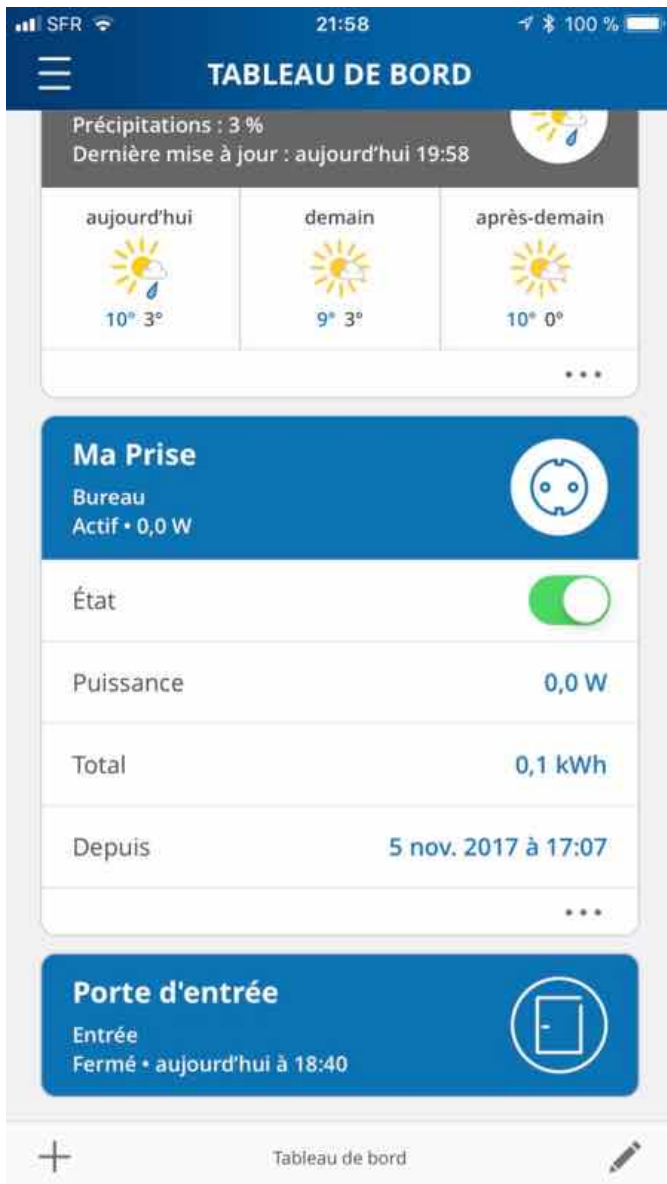 SFR 21:58 100 %
TABLEAU DE BORD
Précipitations : 3 %
Dernière mise à jour : aujourd'hui 19:58
aujourd'hui demain après-demain
10° 3° 9° 3° 10° 0°
Ma Prise
Bureau
Actif • 0,0 W
État
Puissance 0,0 W
Total 0,1 kWh
Depuis 5 nov. 2017 à 17:07
Porte d'entrée
Entrée
Fermé • aujourd'hui à 18:40
Tableau de bord